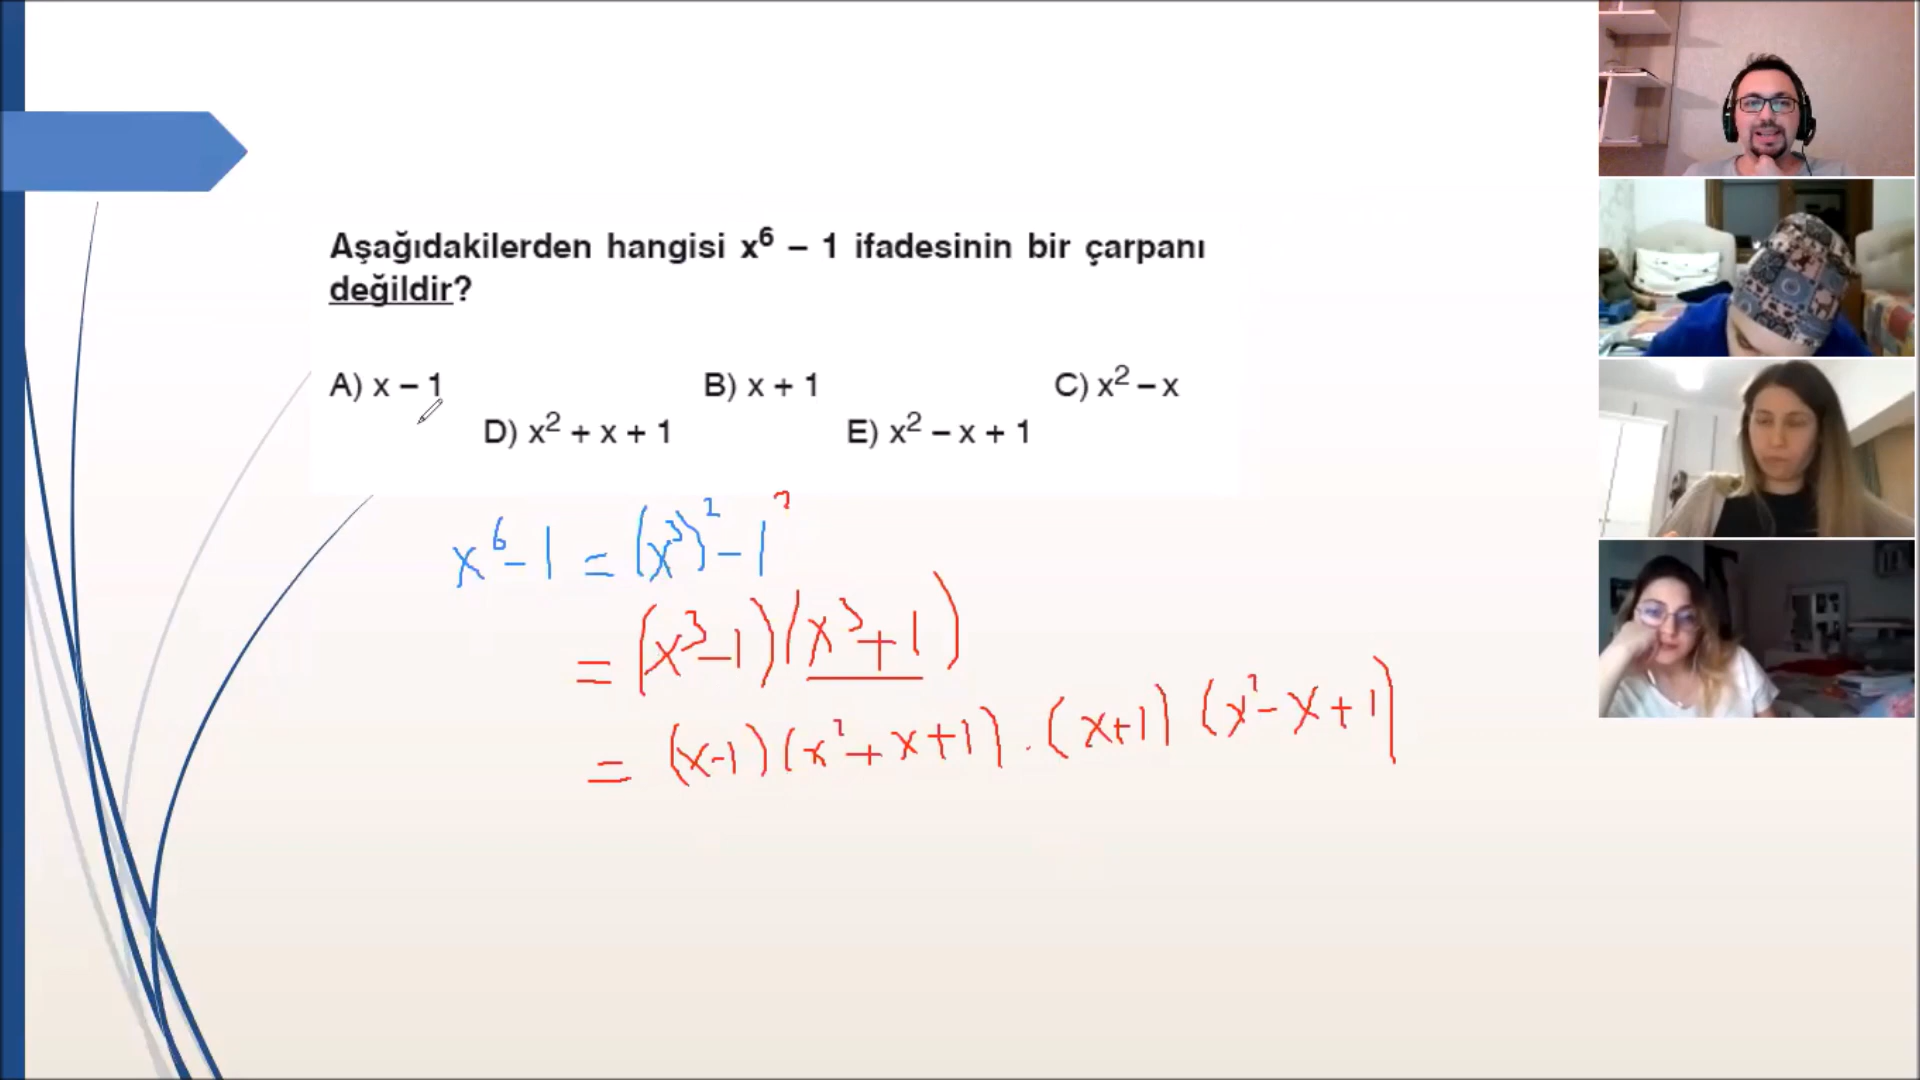 Aşağıdakilerden hangisi x⁶ – 1 ifadesinin bir çarpanı
değildir?
A) x – 1 B) x + 1 C) x² – x
D) x² + x + 1 E) x² – x + 1
x⁶ - 1 = (x³)² - 1²
= (x³-1)(x³+1)
= (x-1)(x²+x+1).(x+1)(x²-x+1)